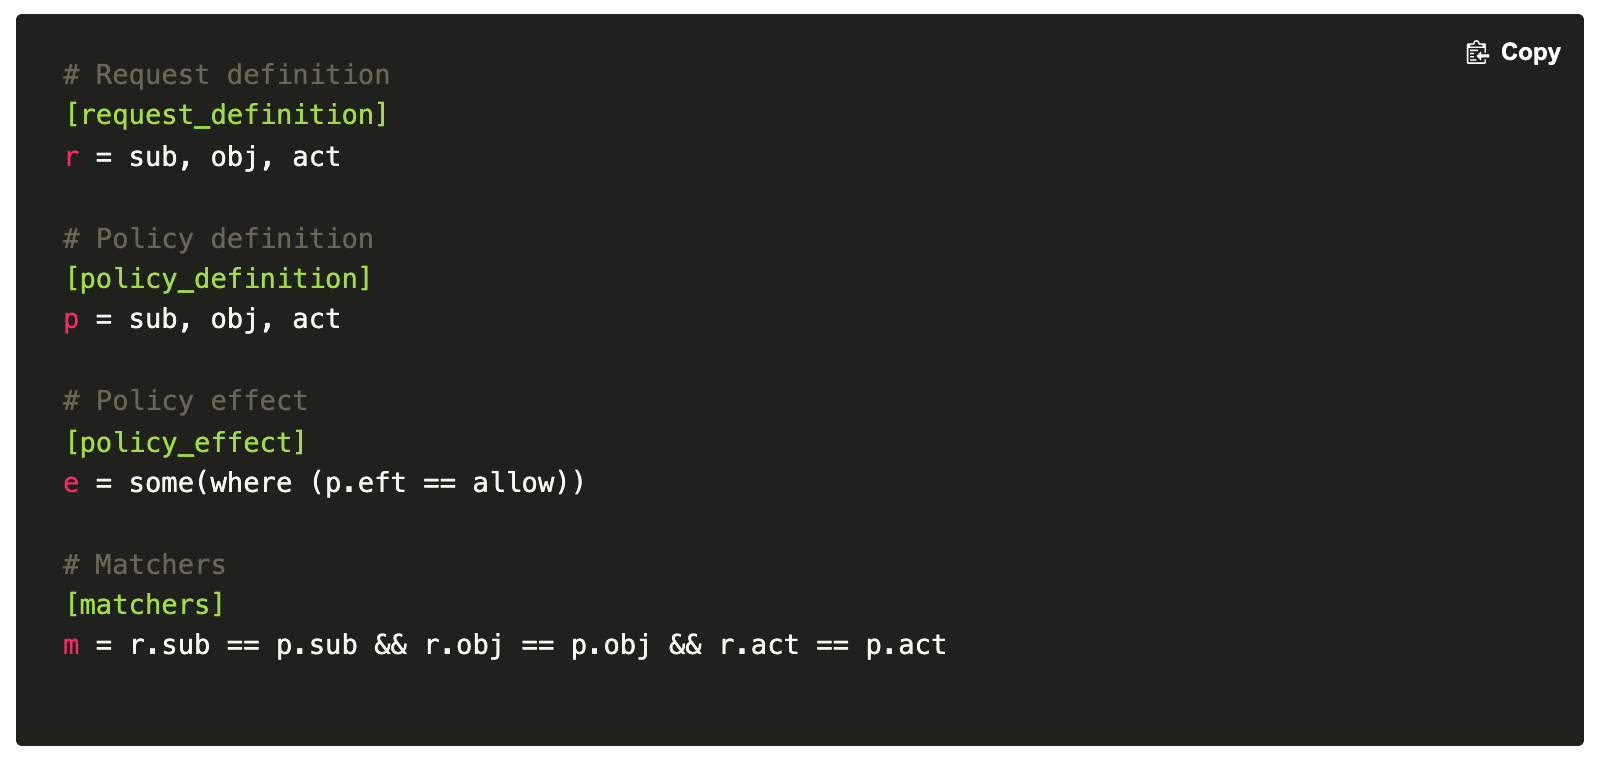 Copy
# Request definition
[request_definition]
r = sub, obj, act
# Policy definition
[policy_definition]
p = sub, obj, act
# Policy effect
[policy_effect]
e = some(where (p.eft == allow))
# Matchers
[matchers]
m = r.sub == p.sub && r.obj == p.obj && r.act == p.act